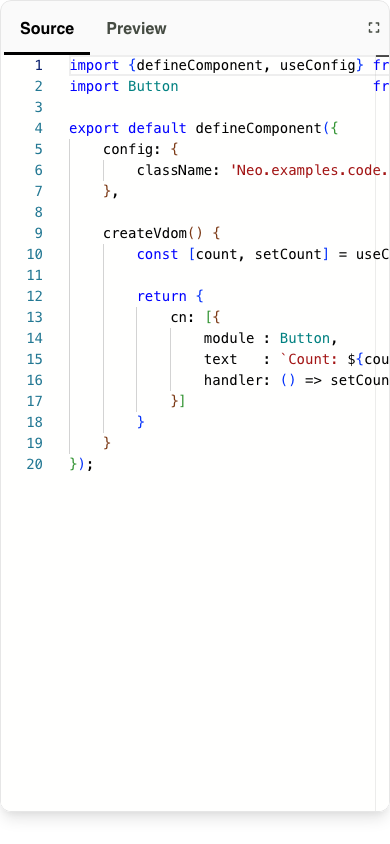 Source Preview
1 import {defineComponent, useConfig} fr
2 import Button fr
3
4 export default defineComponent({
5 config: {
6 className: 'Neo.examples.code.
7 },
8
9 createVdom() {
10 const [count, setCount] = useC
11
12 return {
13 cn: [{
14 module : Button,
15 text   : `Count: ${cou
16 handler: () => setCoun
17 }]
18 }
19 }
20 });